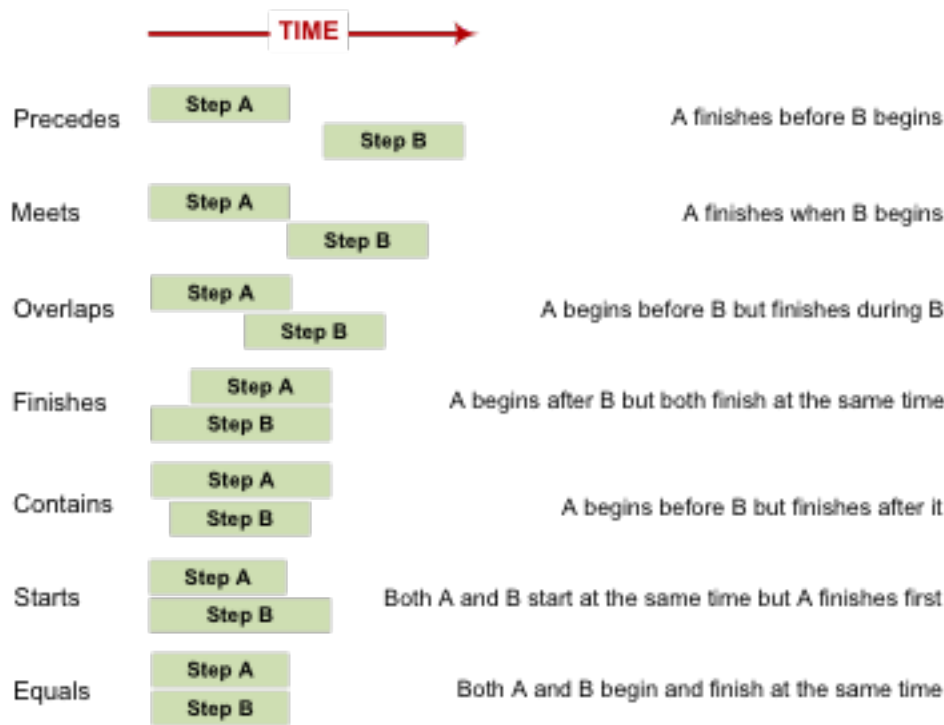 TIME
Precedes
Step A
Step B
A finishes before B begins
Meets
Step A
Step B
A finishes when B begins
Overlaps
Step A
Step B
A begins before B but finishes during B
Finishes
Step A
Step B
A begins after B but both finish at the same time
Contains
Step A
Step B
A begins before B but finishes after it
Starts
Step A
Step B
Both A and B start at the same time but A finishes first
Equals
Step A
Step B
Both A and B begin and finish at the same time